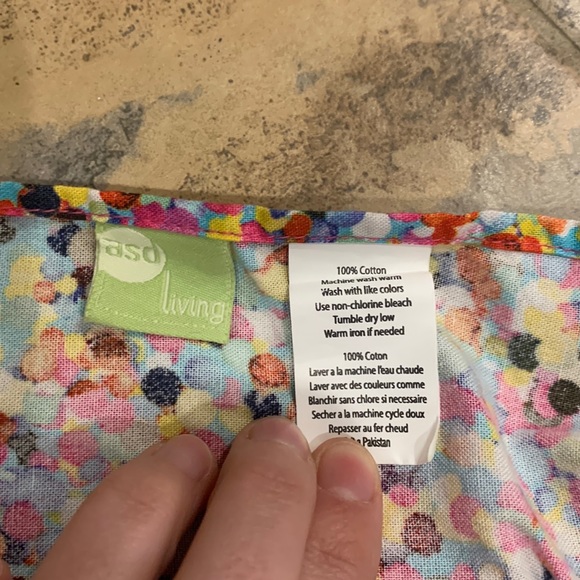 asd
living
100% Cotton
Machine wash warm
Wash with like colors
Use non-chlorine bleach
Tumble dry low
Warm iron if needed
100% Coton
Laver a la machine l'eau chaude
Laver avec des couleurs comme
Blanchir sans chlore si necessaire
Secher a la machine cycle doux
Repasser au fer cheud
Pakistan